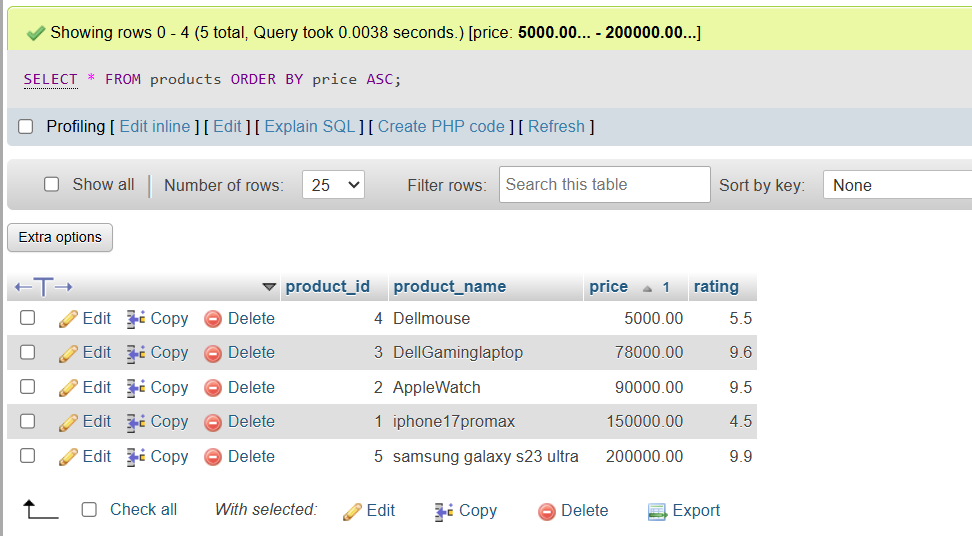 Showing rows 0 - 4 (5 total, Query took 0.0038 seconds.) [price: 5000.00... - 200000.00...]
SELECT * FROM products ORDER BY price ASC;
Profiling [ Edit inline ] [ Edit ] [ Explain SQL ] [ Create PHP code ] [ Refresh ]
Show all Number of rows: 25 Filter rows: Search this table Sort by key: None
Extra options
product_id product_name price 1 rating
Edit Copy Delete 4 Dellmouse 5000.00 5.5
Edit Copy Delete 3 DellGaminglaptop 78000.00 9.6
Edit Copy Delete 2 AppleWatch 90000.00 9.5
Edit Copy Delete 1 iphone17promax 150000.00 4.5
Edit Copy Delete 5 samsung galaxy s23 ultra 200000.00 9.9
Check all With selected: Edit Copy Delete Export